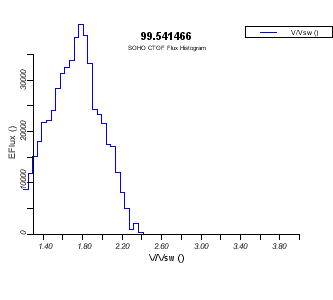 99.541466
SOHO CTOF Flux Histogram
V/Vsw ()
EFlux ()
30000
20000
10000
0
1.40 1.80 2.20 2.60 3.00 3.40 3.80
V/Vsw ()